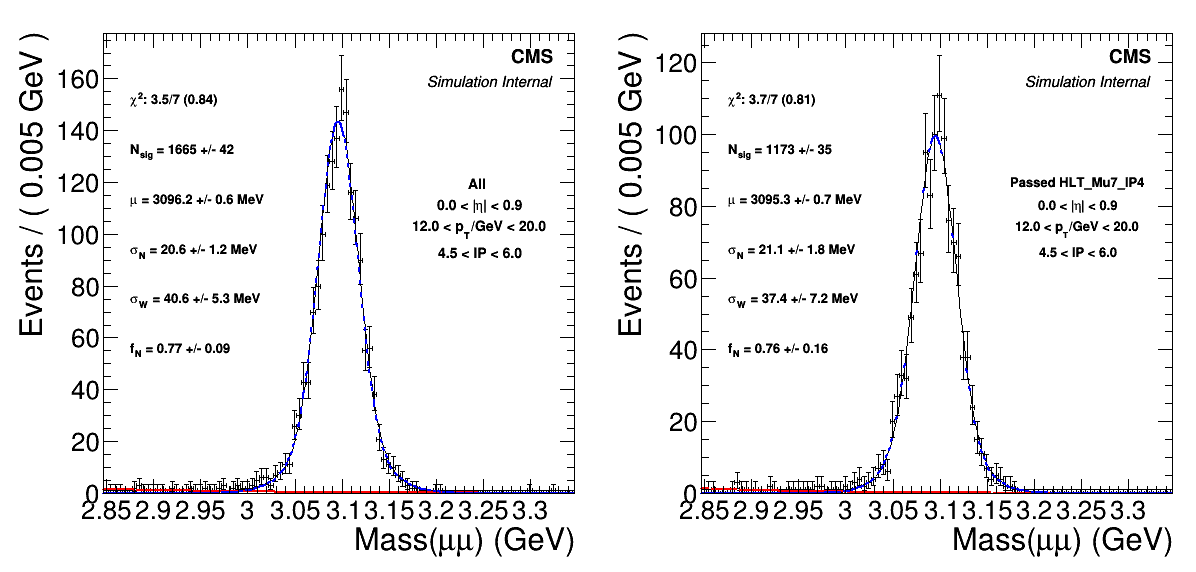 CMS
Simulation Internal
χ²: 3.5/7 (0.84)
N_sig = 1665 +/- 42
μ = 3096.2 +/- 0.6 MeV
σ_N = 20.6 +/- 1.2 MeV
σ_W = 40.6 +/- 5.3 MeV
f_N = 0.77 +/- 0.09
All
0.0 < |η| < 0.9
12.0 < p_T/GeV < 20.0
4.5 < IP < 6.0
Events / ( 0.005 GeV )
160
140
120
100
80
60
40
20
0
2.85 2.9 2.95 3 3.05 3.1 3.15 3.2 3.25 3.3
Mass(μμ) (GeV)
CMS
Simulation Internal
χ²: 3.7/7 (0.81)
N_sig = 1173 +/- 35
μ = 3095.3 +/- 0.7 MeV
σ_N = 21.1 +/- 1.8 MeV
σ_W = 37.4 +/- 7.2 MeV
f_N = 0.76 +/- 0.16
Passed HLT_Mu7_IP4
0.0 < |η| < 0.9
12.0 < p_T/GeV < 20.0
4.5 < IP < 6.0
Events / ( 0.005 GeV )
120
100
80
60
40
20
0
2.85 2.9 2.95 3 3.05 3.1 3.15 3.2 3.25 3.3
Mass(μμ) (GeV)